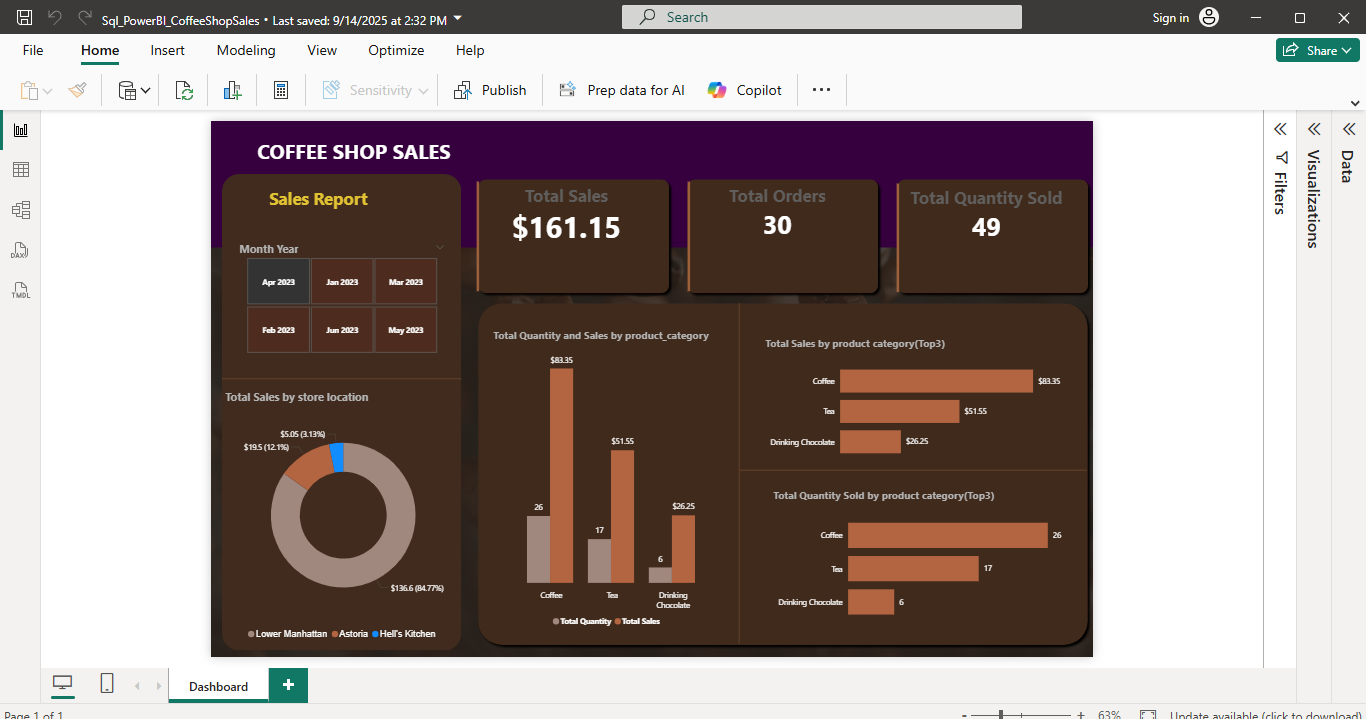 Sql_PowerBI_CoffeeShopSales • Last saved: 9/14/2025 at 2:32 PM
Search
Sign in
File Home Insert Modeling View Optimize Help
Share
Sensitivity
Publish
Prep data for AI
Copilot
DAX
TMDL
COFFEE SHOP SALES
Sales Report
Month Year
Apr 2023 Jan 2023 Mar 2023
Feb 2023 Jun 2023 May 2023
Total Sales
$161.15
Total Orders
30
Total Quantity Sold
49
Total Sales by store location
$5.05 (3.13%)
$19.5 (12.1%)
$136.6 (84.77%)
Lower Manhattan Astoria Hell's Kitchen
Total Quantity and Sales by product_category
$83.35
$51.55
$26.25
26
17
6
Coffee Tea Drinking
Chocolate
Total Quantity Total Sales
Total Sales by product category(Top3)
Coffee $83.35
Tea $51.55
Drinking Chocolate $26.25
Total Quantity Sold by product category(Top3)
Coffee 26
Tea 17
Drinking Chocolate 6
Filters
Visualizations
Data
Dashboard
Page 1 of 1
63%
Update available (click to download)